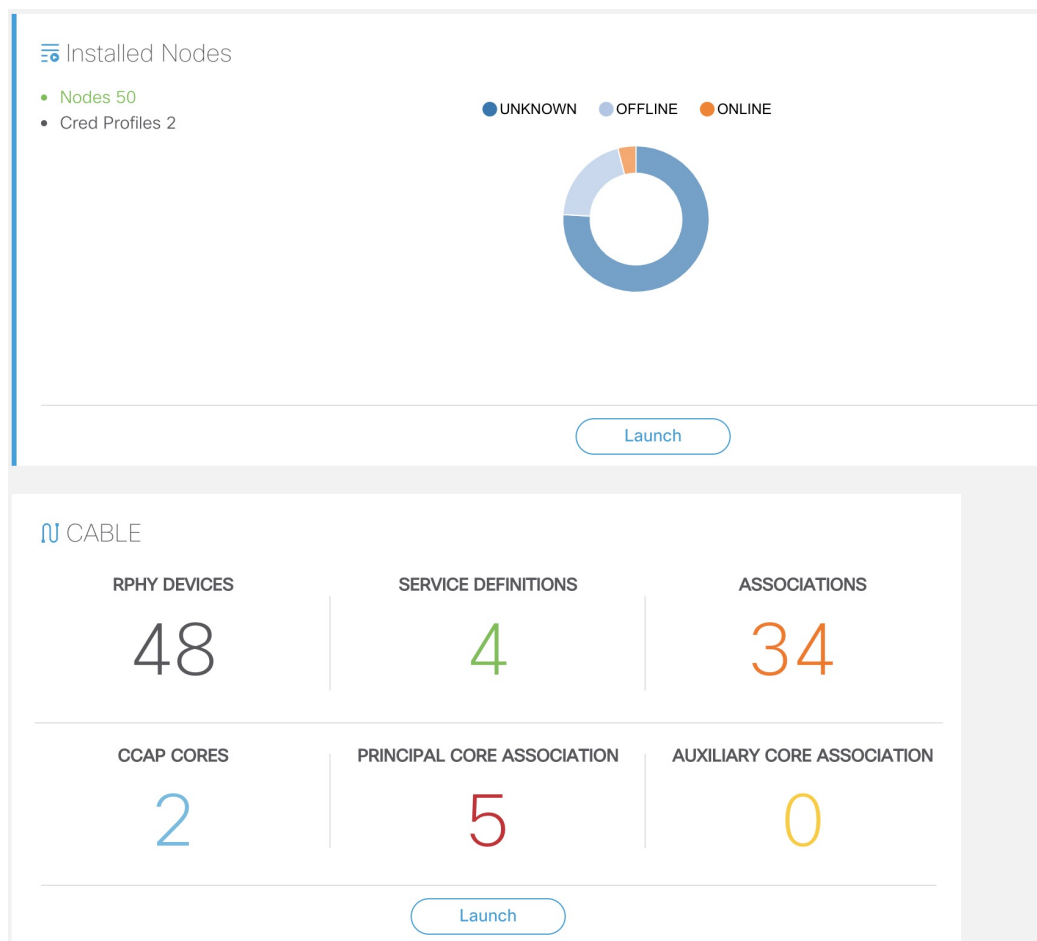 Installed Nodes
Nodes 50
Cred Profiles 2
UNKNOWN OFFLINE ONLINE
Launch
CABLE
RPHY DEVICES SERVICE DEFINITIONS ASSOCIATIONS
48 4 34
CCAP CORES PRINCIPAL CORE ASSOCIATION AUXILIARY CORE ASSOCIATION
2 5 0
Launch